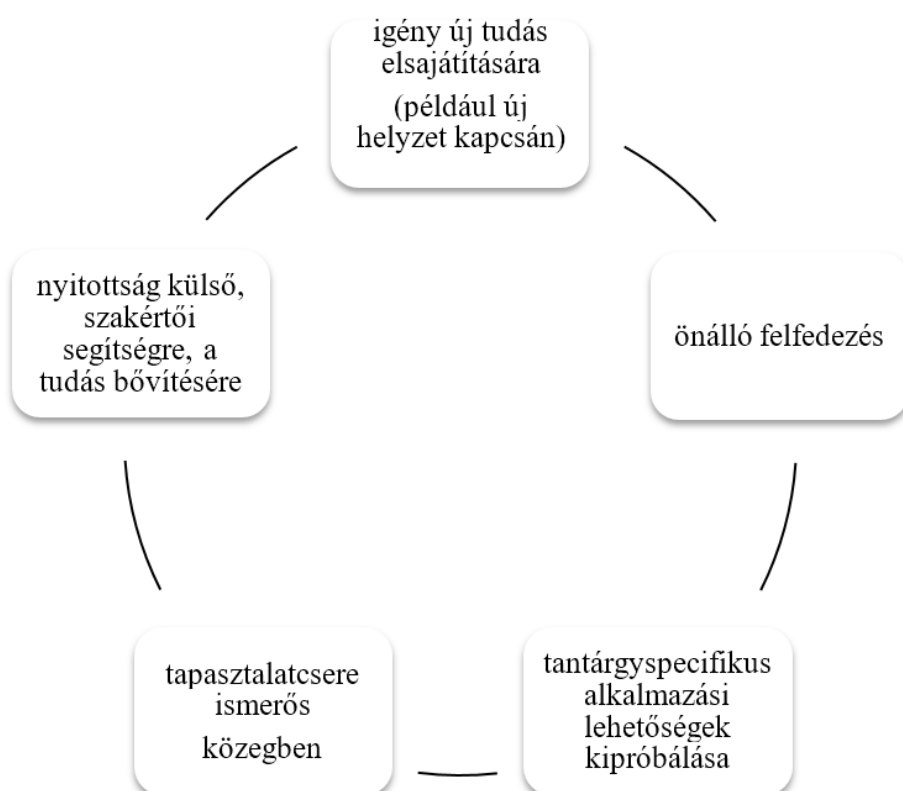 igény új tudás
elsajátítására
(például új
helyzet kapcsán)
önálló felfedezés
tantárgyspecifikus
alkalmazási
lehetőségek
kipróbálása
tapasztalatcsere
ismerős
közegben
nyitottság külső,
szakértői
segítségre, a
tudás bővítésére